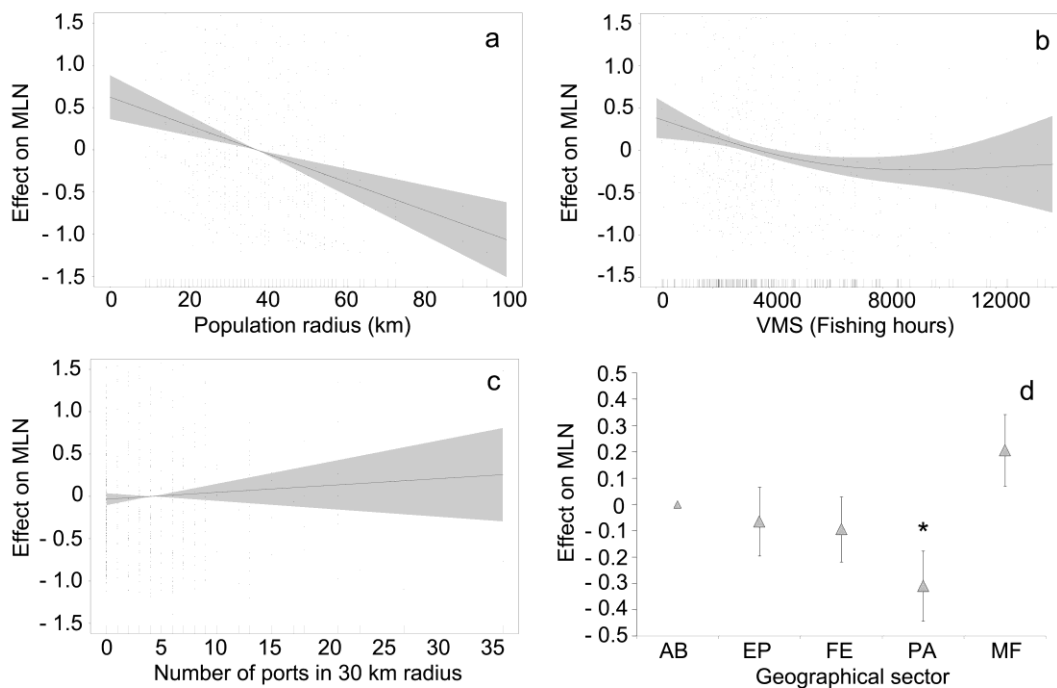 a
1.5
1.0
0.5
0
- 0.5
- 1.0
- 1.5
Effect on MLN
0 20 40 60 80 100
Population radius (km)
b
1.5
1.0
0.5
0
- 0.5
- 1.0
- 1.5
Effect on MLN
0 4000 8000 12000
VMS (Fishing hours)
c
1.5
1.0
0.5
0
- 0.5
- 1.0
- 1.5
Effect on MLN
0 5 10 15 20 25 30 35
Number of ports in 30 km radius
d
0.5
0.4
0.3
0.2
0.1
0
- 0.1
- 0.2
- 0.3
- 0.4
- 0.5
Effect on MLN
*
AB EP FE PA MF
Geographical sector